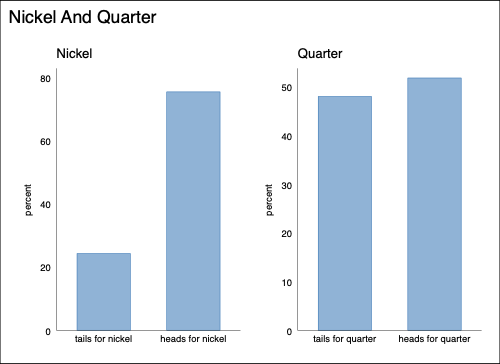 Nickel And Quarter
Nickel
Quarter
80
60
40
20
0
percent
tails for nickel
heads for nickel
50
40
30
20
10
0
percent
tails for quarter
heads for quarter